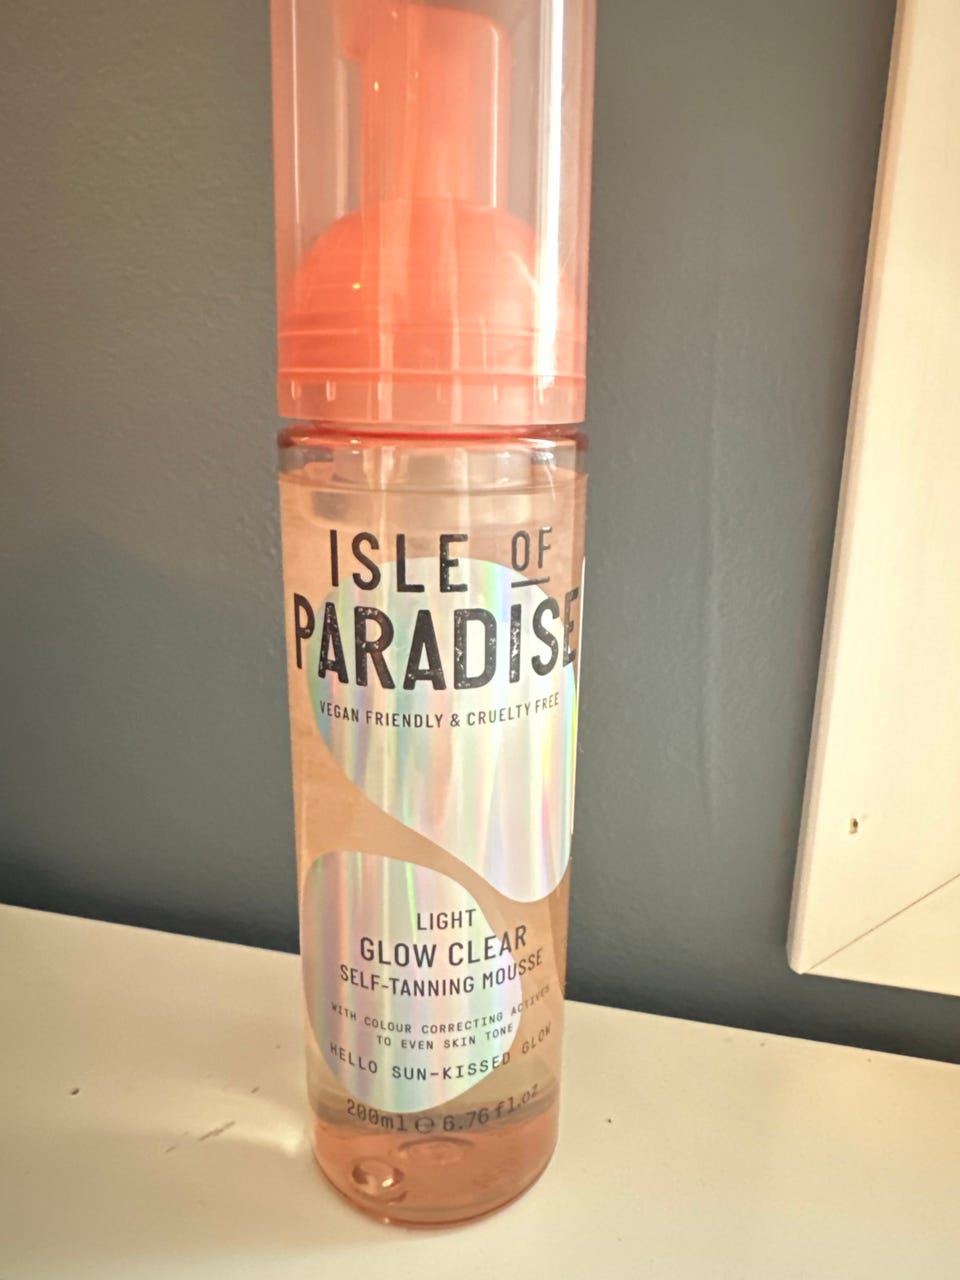 ISLE OF
PARADISE
VEGAN FRIENDLY & CRUELTY FREE
LIGHT
GLOW CLEAR
SELF-TANNING MOUSSE
WITH COLOUR CORRECTING ACTIVES
TO EVEN SKIN TONE
HELLO SUN-KISSED GLOW
200ml ℮ 6.76 fl.oz